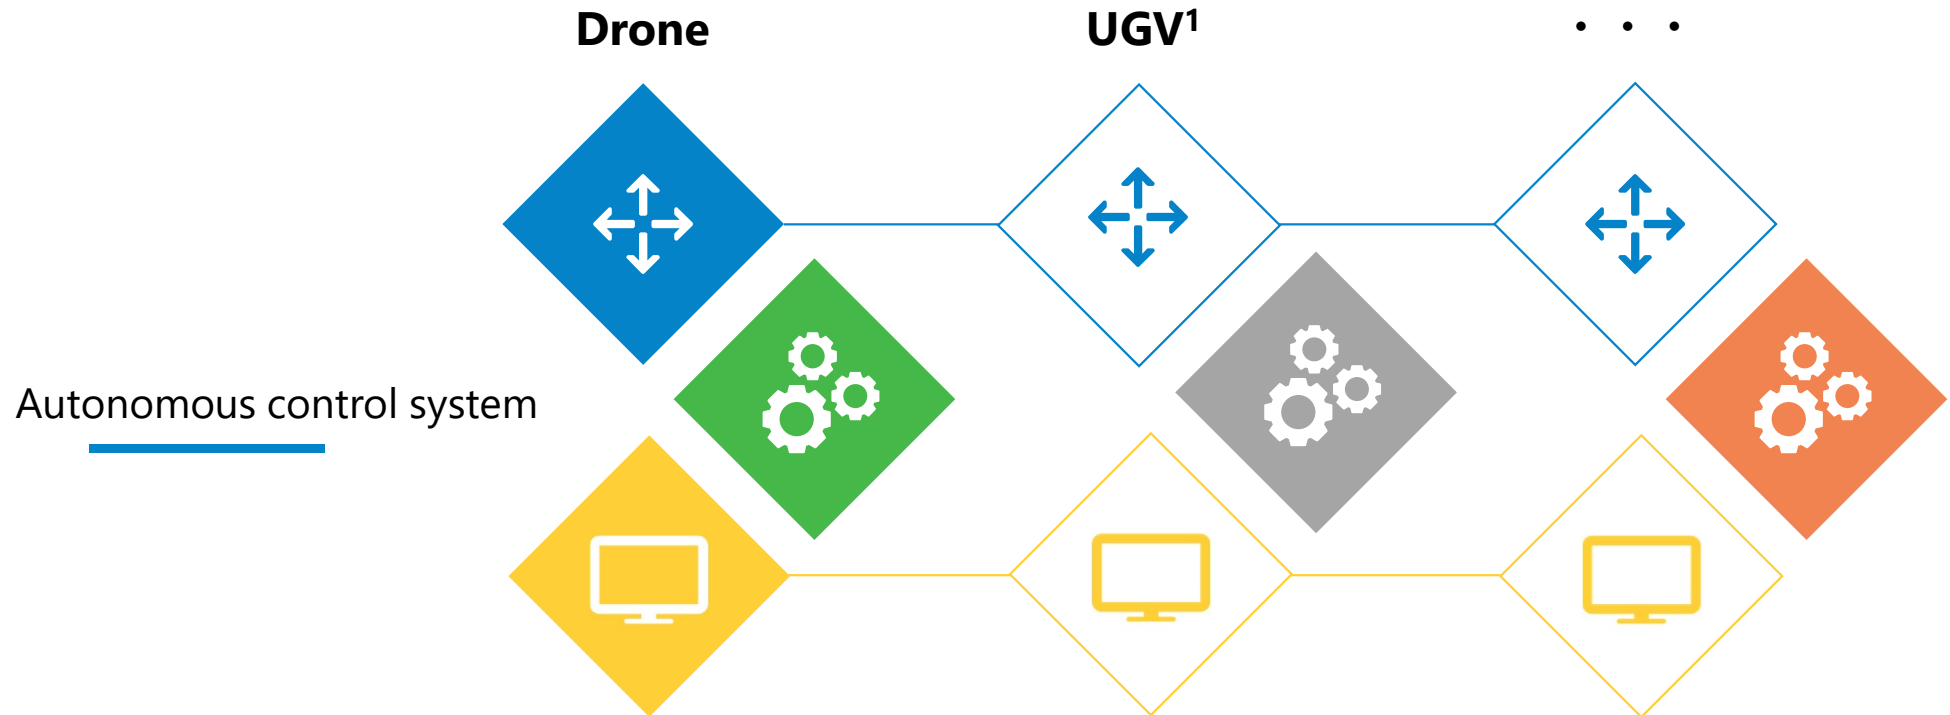 Drone UGV¹ . . .
Autonomous control system